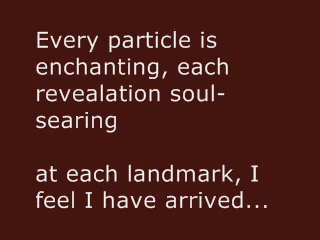 Every particle is
enchanting, each
revealation soul-
searing
at each landmark, I
feel I have arrived...